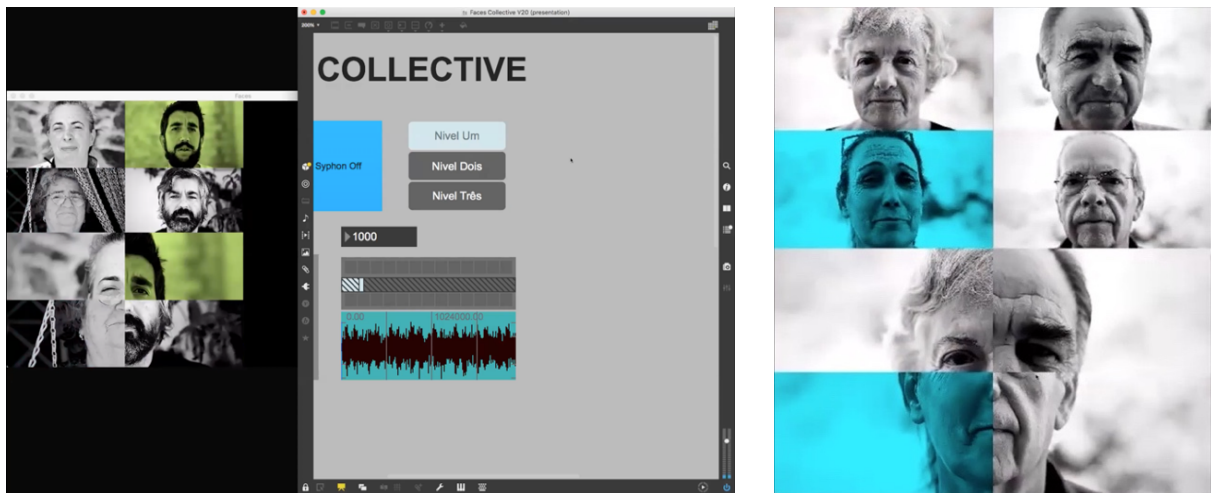 Faces Collective V20 (presentation)
200%
Faces
COLLECTIVE
Syphon Off
Nivel Um
Nivel Dois
Nivel Três
1000
0.00
1024000.00